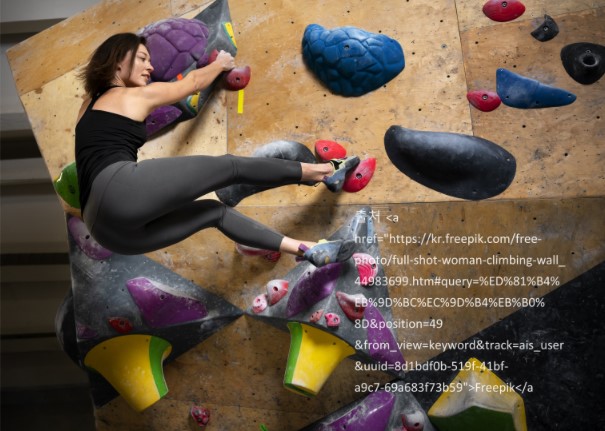 출처 <a
href="https://kr.freepik.com/free-
photo/full-shot-woman-climbing-wall_
44983699.htm#query=%ED%81%B4%
EB%9D%BC%EC%9D%B4%EB%B0%
8D&position=49
&from_view=keyword&track=ais_user
&uuid=8d1bdf0b-519f-41bf-
a9c7-69a683f73b59">Freepik</a